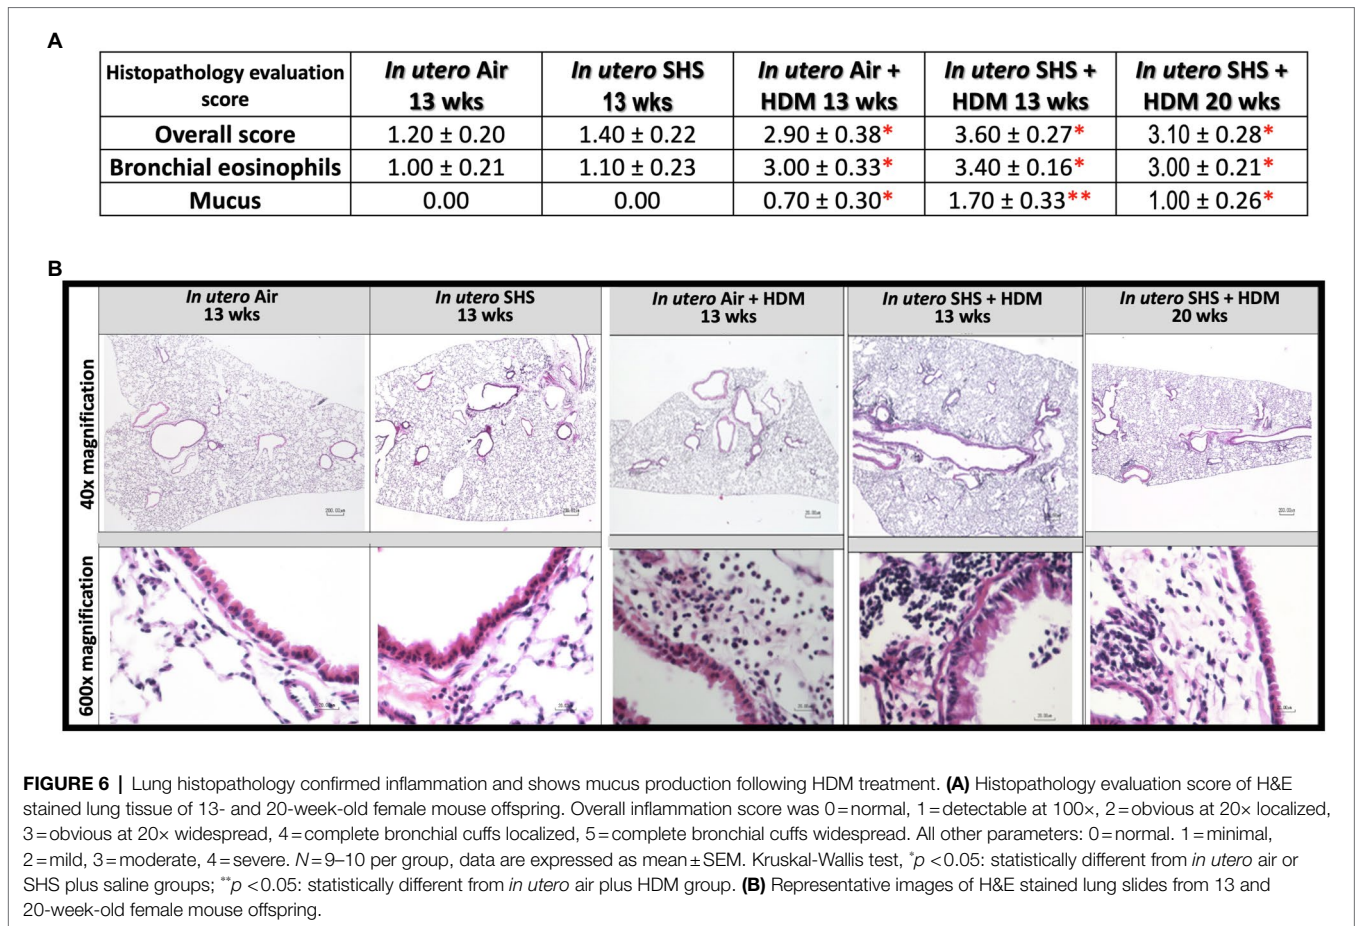 A
Histopathology evaluation score
In utero Air 13 wks
In utero SHS 13 wks
In utero Air + HDM 13 wks
In utero SHS + HDM 13 wks
In utero SHS + HDM 20 wks
Overall score 1.20 ± 0.20 1.40 ± 0.22 2.90 ± 0.38* 3.60 ± 0.27* 3.10 ± 0.28*
Bronchial eosinophils 1.00 ± 0.21 1.10 ± 0.23 3.00 ± 0.33* 3.40 ± 0.16* 3.00 ± 0.21*
Mucus 0.00 0.00 0.70 ± 0.30* 1.70 ± 0.33** 1.00 ± 0.26*
B
In utero Air
13 wks
In utero SHS
13 wks
In utero Air + HDM
13 wks
In utero SHS + HDM
13 wks
In utero SHS + HDM
20 wks
40x magnification
600x magnification
FIGURE 6 | Lung histopathology confirmed inflammation and shows mucus production following HDM treatment. (A) Histopathology evaluation score of H&E
stained lung tissue of 13- and 20-week-old female mouse offspring. Overall inflammation score was 0=normal, 1=detectable at 100×, 2=obvious at 20× localized,
3=obvious at 20× widespread, 4=complete bronchial cuffs localized, 5=complete bronchial cuffs widespread. All other parameters: 0=normal. 1=minimal,
2=mild, 3=moderate, 4=severe. N=9–10 per group, data are expressed as mean±SEM. Kruskal-Wallis test, *p <0.05: statistically different from in utero air or
SHS plus saline groups; **p <0.05: statistically different from in utero air plus HDM group. (B) Representative images of H&E stained lung slides from 13 and
20-week-old female mouse offspring.